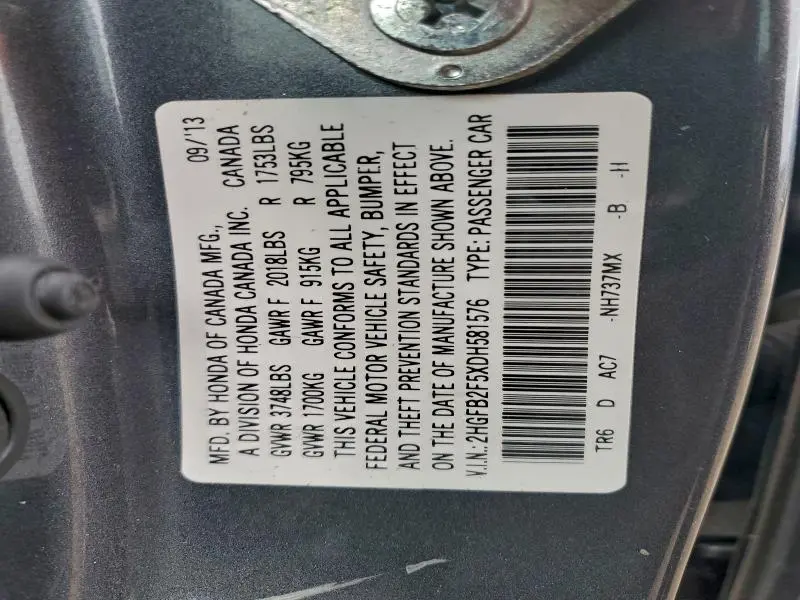 MFD. BY HONDA OF CANADA MFG., 09/'13
A DIVISION OF HONDA CANADA INC. CANADA
GVWR 3748LBS GAWR F 2018LBS R 1753LBS
GVWR 1700KG GAWR F 915KG R 795KG
THIS VEHICLE CONFORMS TO ALL APPLICABLE
FEDERAL MOTOR VEHICLE SAFETY, BUMPER,
AND THEFT PREVENTION STANDARDS IN EFFECT
ON THE DATE OF MANUFACTURE SHOWN ABOVE.
V.I.N.: 2HGFB2F5XDH581576 TYPE: PASSENGER CAR
TR6 D AC7 -NH737MX -B -H